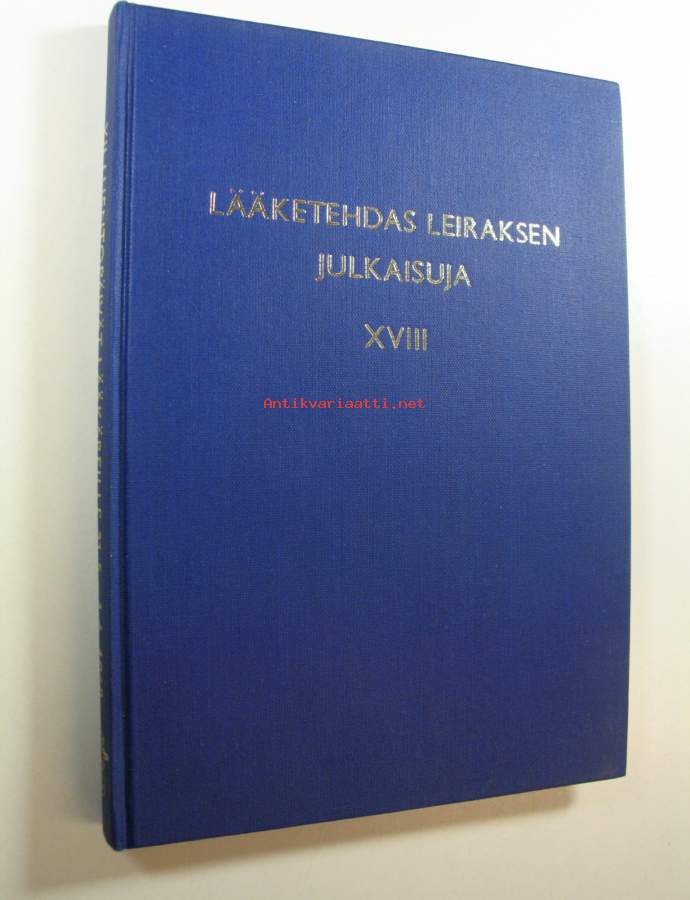 LÄÄKETEHDAS LEIRAKSEN
JULKAISUJA
XVIII
Antikvariaatti.net